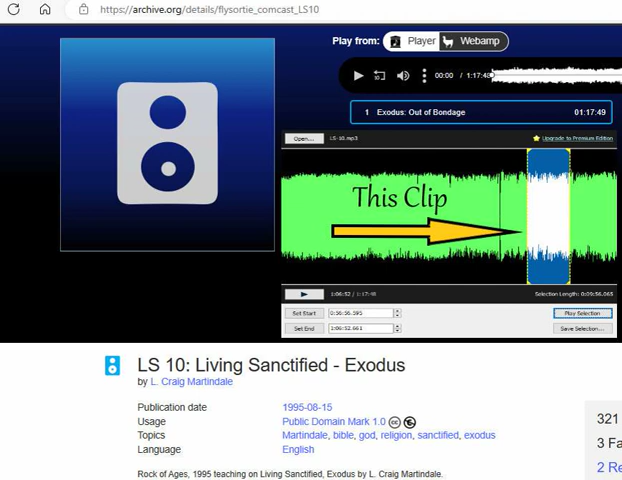 https://archive.org/details/flysortie_comcast_LS10
Play from: Player Webamp
00:00 / 1:17:48
1 Exodus: Out of Bondage 01:17:49
Open... LS-10.mp3 Upgrade to Premium Edition
This Clip
1:06:52 / 1:17:48 Selection Length: 0:09:56.065
Set Start 0:56:56.595 Play Selection
Set End 1:06:52.661 Save Selection...
LS 10: Living Sanctified - Exodus
by L. Craig Martindale
Publication date 1995-08-15
Usage Public Domain Mark 1.0
Topics Martindale, bible, god, religion, sanctified, exodus
Language English
321
3 Fa
2 Re
Rock of Ages, 1995 teaching on Living Sanctified, Exodus by L. Craig Martindale.